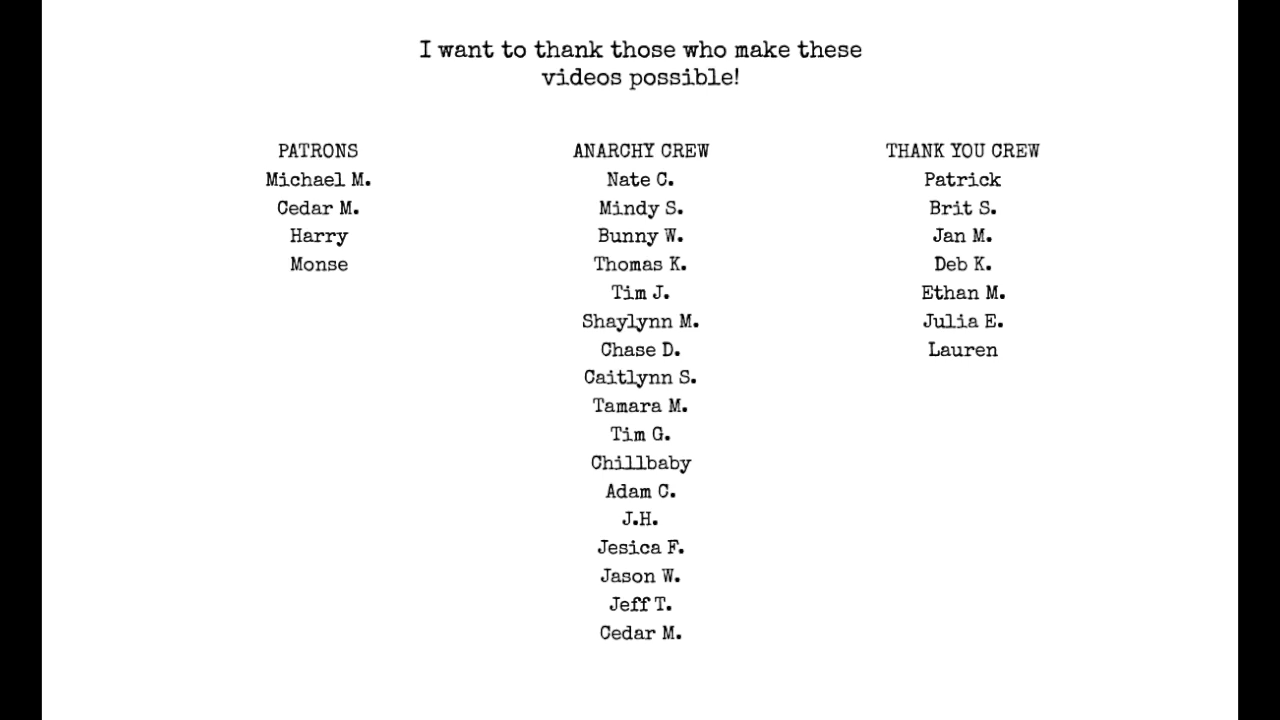 I want to thank those who make these
videos possible!
PATRONS
Michael M.
Cedar M.
Harry
Monse
ANARCHY CREW
Nate C.
Mindy S.
Bunny W.
Thomas K.
Tim J.
Shaylynn M.
Chase D.
Caitlynn S.
Tamara M.
Tim G.
Chillbaby
Adam C.
J.H.
Jesica F.
Jason W.
Jeff T.
Cedar M.
THANK YOU CREW
Patrick
Brit S.
Jan M.
Deb K.
Ethan M.
Julia E.
Lauren